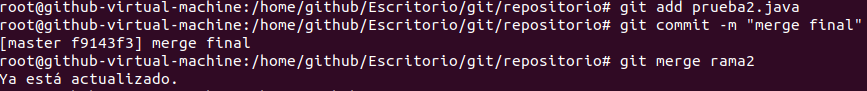 root@github-virtual-machine:/home/github/Escritorio/git/repositorio# git add prueba2.java
root@github-virtual-machine:/home/github/Escritorio/git/repositorio# git commit -m "merge final"
[master f9143f3] merge final
root@github-virtual-machine:/home/github/Escritorio/git/repositorio# git merge rama2
Ya está actualizado.